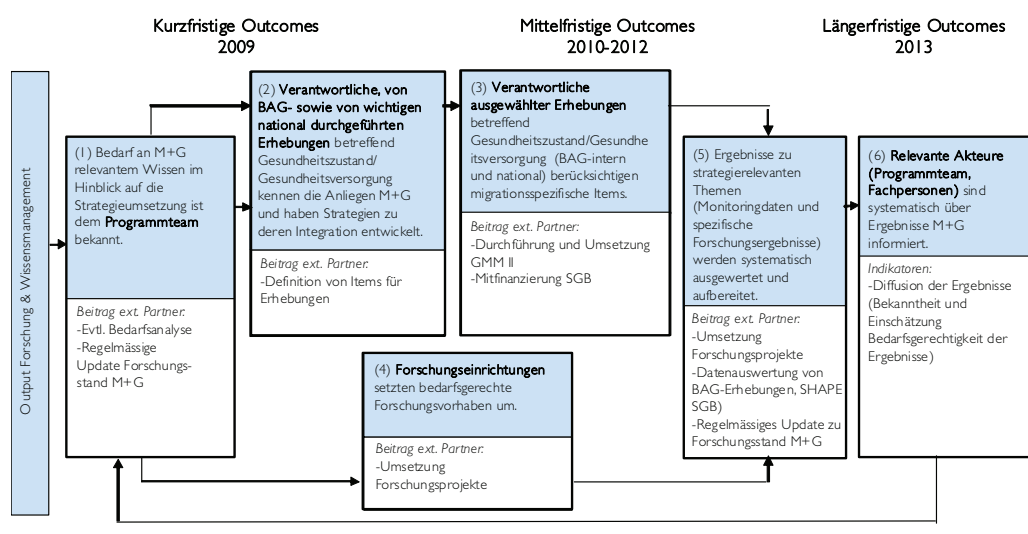 Kurzfristige Outcomes
2009
Mittelfristige Outcomes
2010-2012
Längerfristige Outcomes
2013
Output Forschung & Wissensmanagement
(1) Bedarf an M+G
relevantem Wissen im
Hinblick auf die
Strategieumsetzung ist
dem Programmteam
bekannt.
Beitrag ext. Partner:
-Evtl. Bedarfsanalyse
-Regelmässige
Update Forschungs-
stand M+G
(2) Verantwortliche, von
BAG- sowie von wichtigen
national durchgeführten
Erhebungen betreffend
Gesundheitszustand/
Gesundheitsversorgung
kennen die Anliegen M+G
und haben Strategien zu
deren Integration entwickelt.
Beitrag ext. Partner:
-Definition von Items für
Erhebungen
(3) Verantwortliche
ausgewählter Erhebungen
betreffend
Gesundheitszustand/Gesundhe
itsversorgung (BAG-intern
und national) berücksichtigen
migrationsspezifische Items.
Beitrag ext. Partner:
-Durchführung und Umsetzung
GMM II
-Mitfinanzierung SGB
(4) Forschungseinrichtungen
setzten bedarfsgerechte
Forschungsvorhaben um.
Beitrag ext. Partner:
-Umsetzung
Forschungsprojekte
(5) Ergebnisse zu
strategierelevanten
Themen
(Monitoringdaten und
spezifische
Forschungsergebnisse)
werden systematisch
ausgewertet und
aufbereitet.
Beitrag ext. Partner:
-Umsetzung
Forschungsprojekte
-Datenauswertung von
BAG-Erhebungen, SHAPE
SGB)
-Regelmässiges Update zu
Forschungsstand M+G
(6) Relevante Akteure
(Programmteam,
Fachpersonen) sind
systematisch über
Ergebnisse M+G
informiert.
Indikatoren:
-Diffusion der Ergebnisse
(Bekanntheit und
Einschätzung
Bedarfsgerechtigkeit der
Ergebnisse)